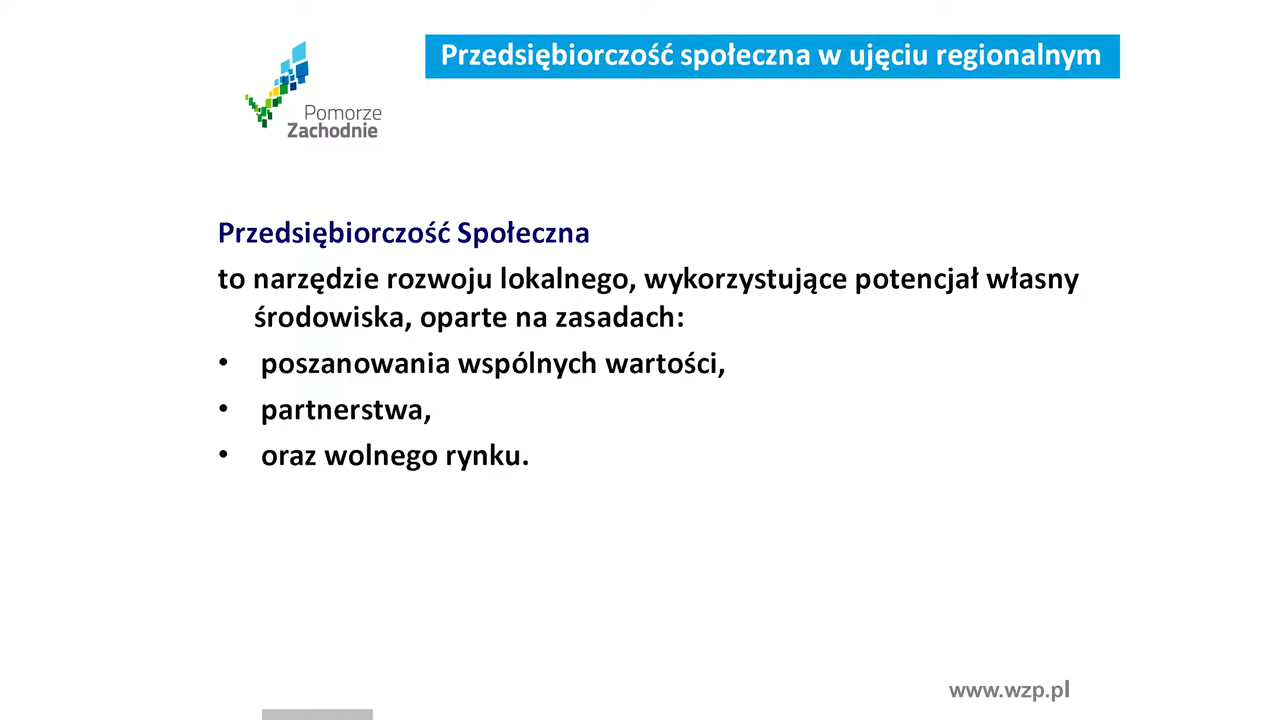 Przedsiębiorczość społeczna w ujęciu regionalnym
Pomorze
Zachodnie
Przedsiębiorczość Społeczna
to narzędzie rozwoju lokalnego, wykorzystujące potencjał własny
środowiska, oparte na zasadach:
• poszanowania wspólnych wartości,
• partnerstwa,
• oraz wolnego rynku.
www.wzp.pl